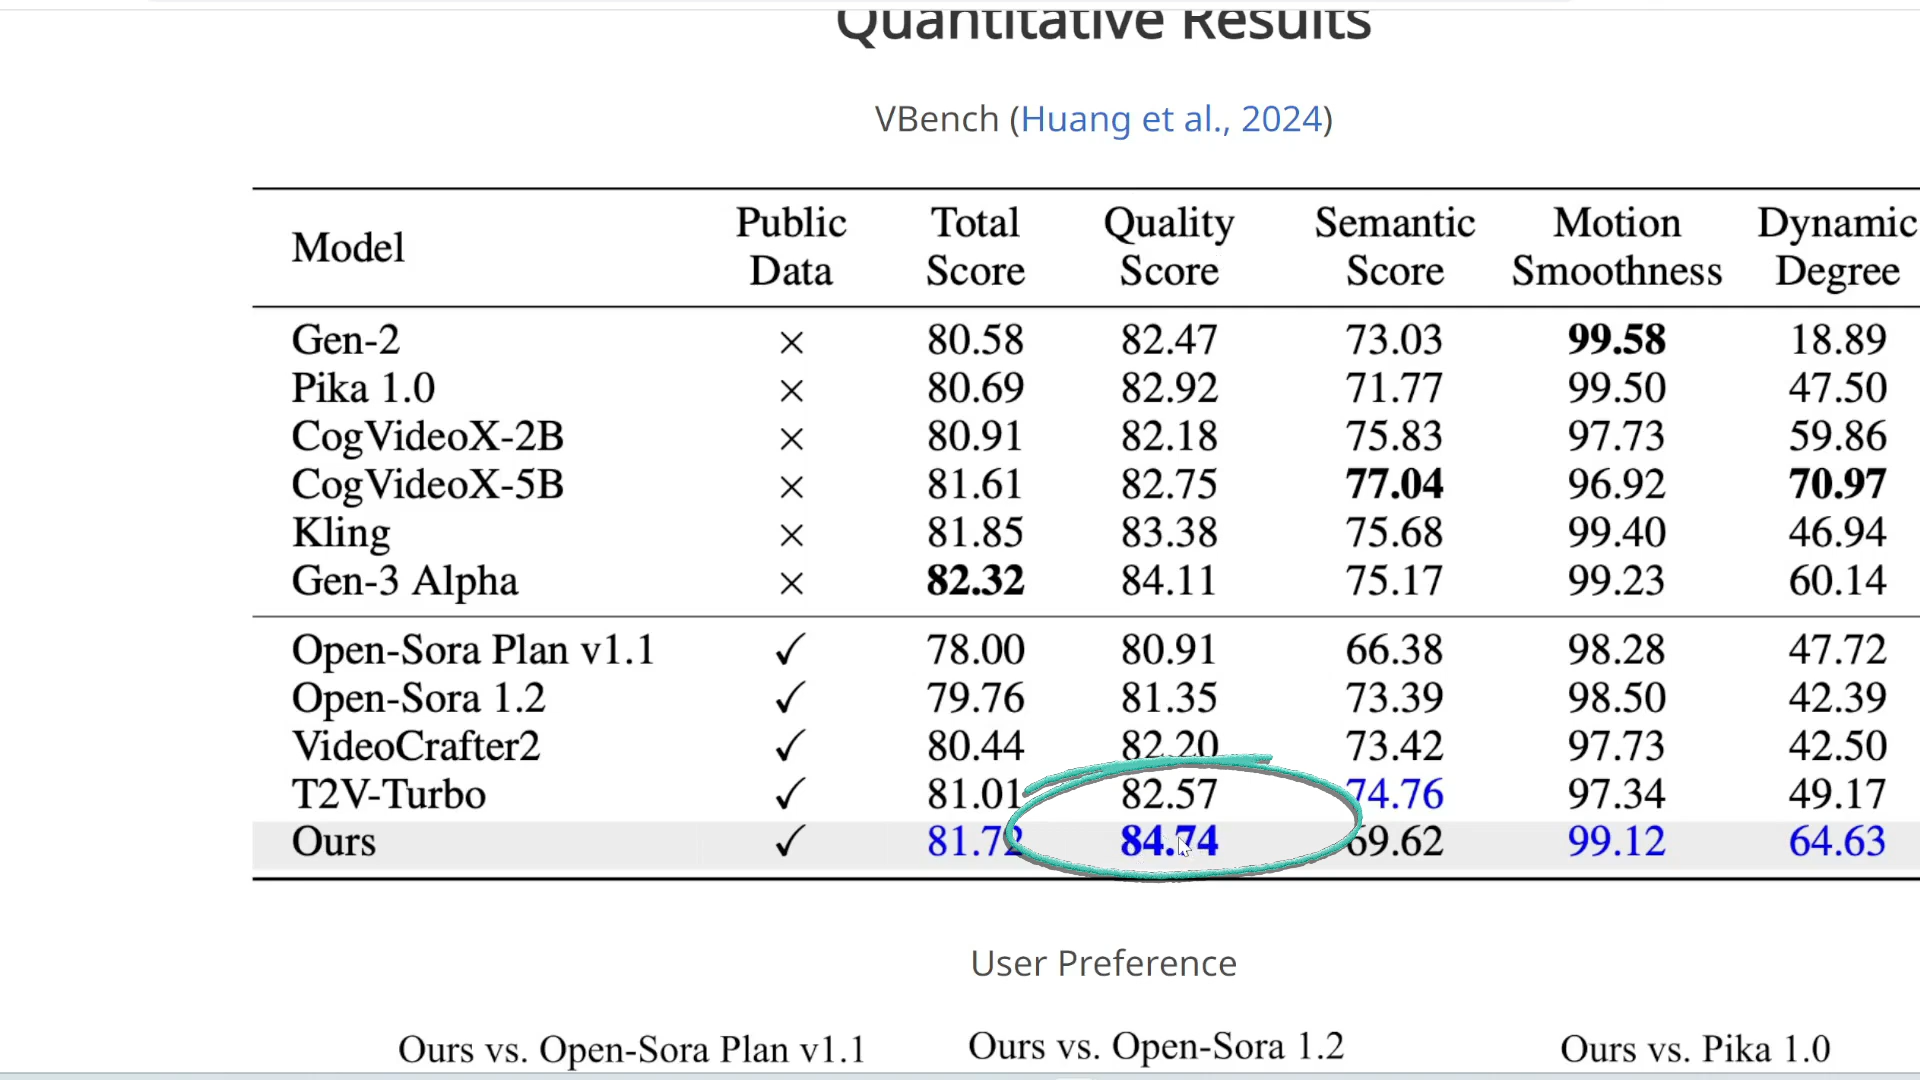 Quantitative Results
VBench (Huang et al., 2024)
Model Public Data Total Score Quality Score Semantic Score Motion Smoothness Dynamic Degree
Gen-2 × 80.58 82.47 73.03 99.58 18.89
Pika 1.0 × 80.69 82.92 71.77 99.50 47.50
CogVideoX-2B × 80.91 82.18 75.83 97.73 59.86
CogVideoX-5B × 81.61 82.75 77.04 96.92 70.97
Kling × 81.85 83.38 75.68 99.40 46.94
Gen-3 Alpha × 82.32 84.11 75.17 99.23 60.14
Open-Sora Plan v1.1 ✓ 78.00 80.91 66.38 98.28 47.72
Open-Sora 1.2 ✓ 79.76 81.35 73.39 98.50 42.39
VideoCrafter2 ✓ 80.44 82.20 73.42 97.73 42.50
T2V-Turbo ✓ 81.01 82.57 74.76 97.34 49.17
Ours ✓ 81.72 84.74 69.62 99.12 64.63
User Preference
Ours vs. Open-Sora Plan v1.1 Ours vs. Open-Sora 1.2 Ours vs. Pika 1.0